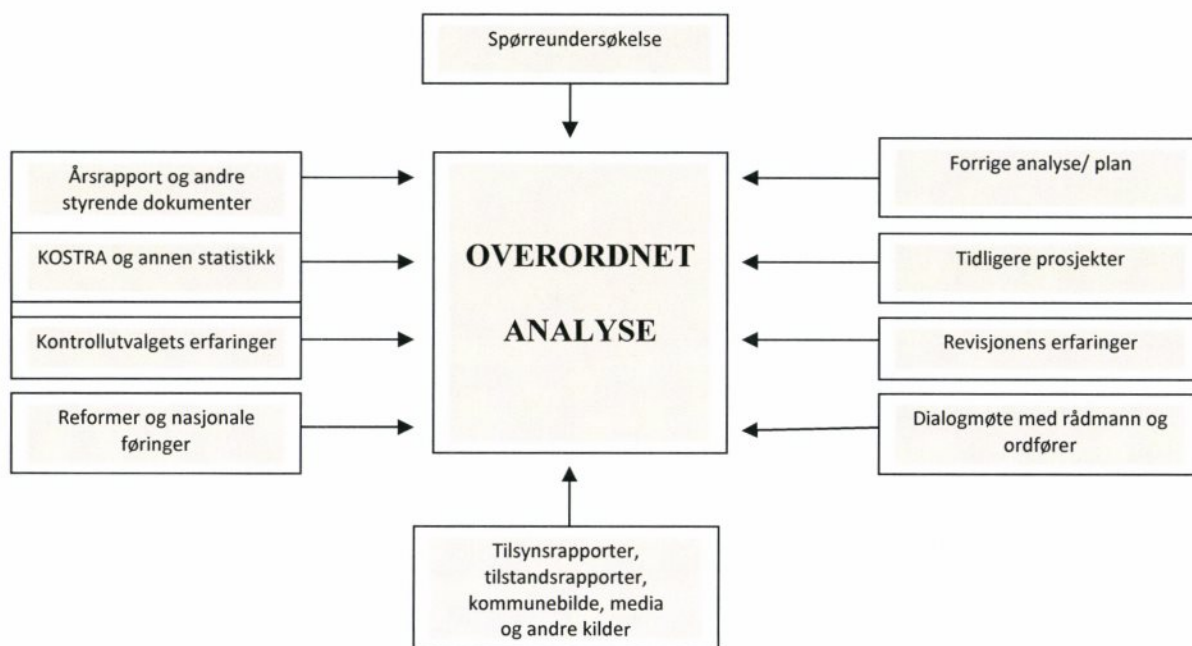 Spørreundersøkelse
Årsrapport og andre
styrende dokumenter
KOSTRA og annen statistikk
Kontrollutvalgets erfaringer
Reformer og nasjonale
føringer
OVERORDNET
ANALYSE
Forrige analyse/ plan
Tidligere prosjekter
Revisjonens erfaringer
Dialogmøte med rådmann og
ordfører
Tilsynsrapporter,
tilstandsrapporter,
kommunebilde, media
og andre kilder